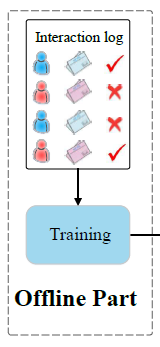 Interaction log
Training
Offline Part